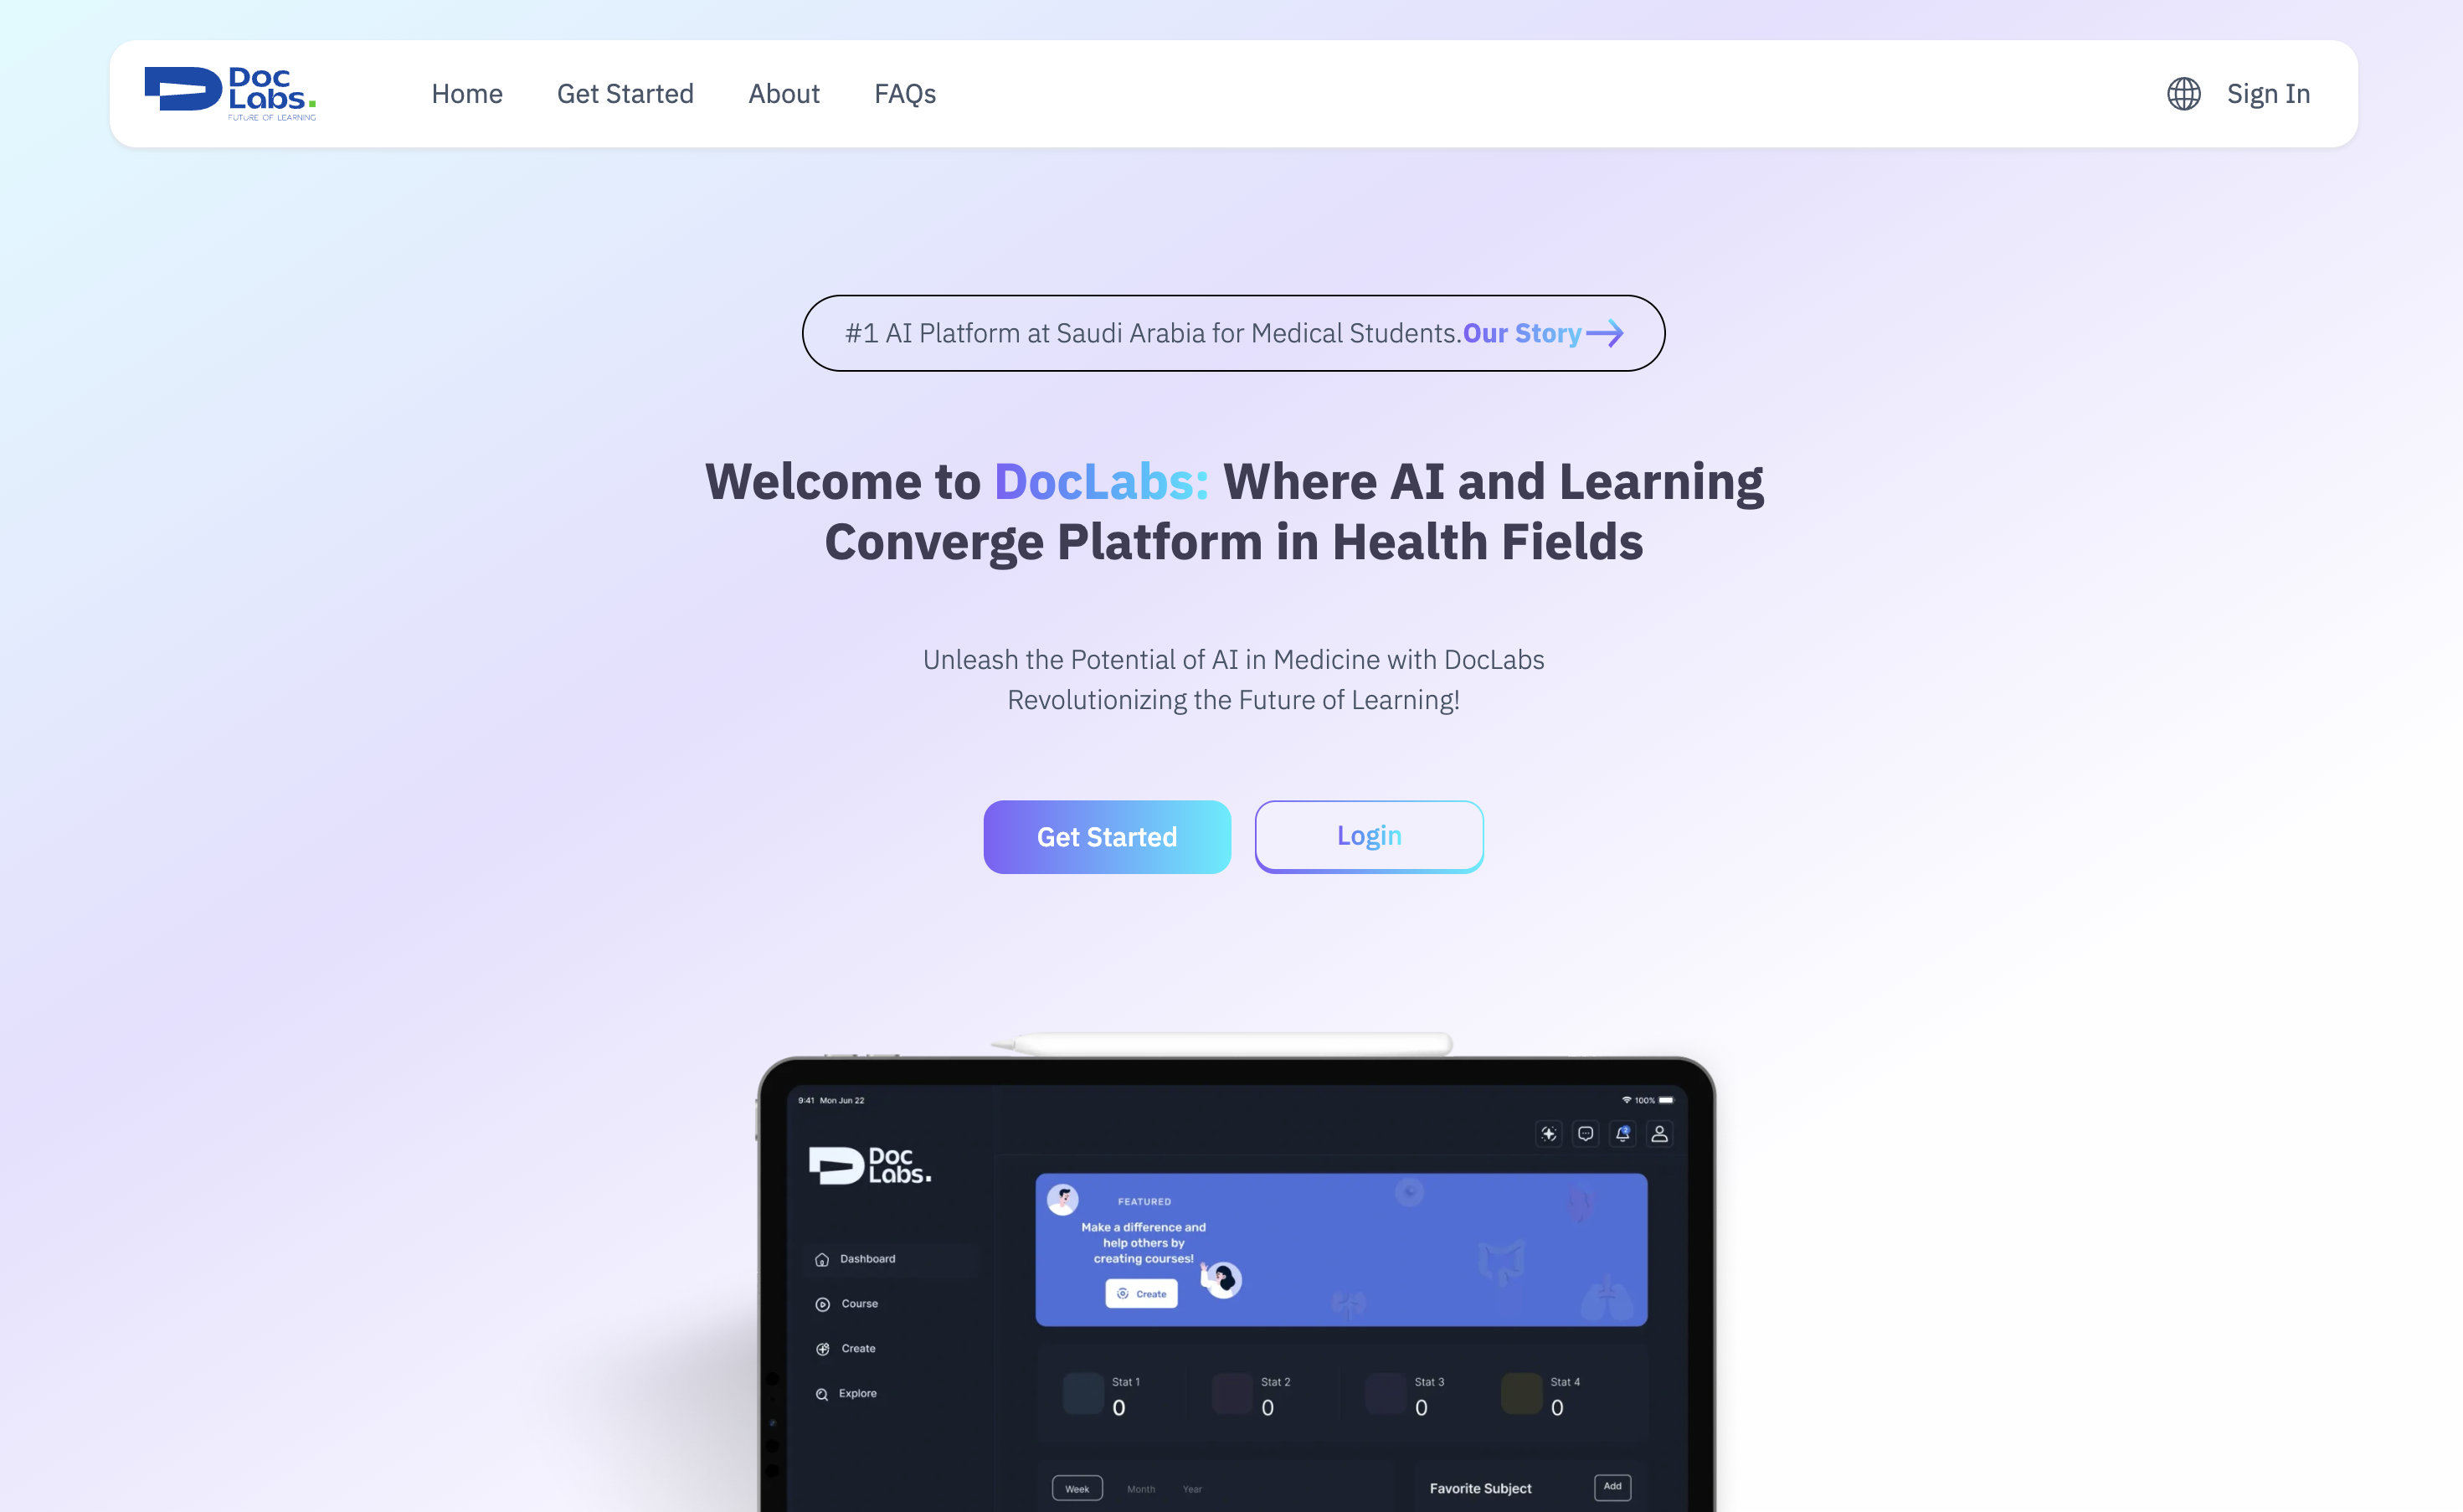 Doc
Labs.
FUTURE OF LEARNING
Home
Get Started
About
FAQs
Sign In
#1 AI Platform at Saudi Arabia for Medical Students.Our Story
Welcome to DocLabs: Where AI and Learning
Converge Platform in Health Fields
Unleash the Potential of AI in Medicine with DocLabs
Revolutionizing the Future of Learning!
Get Started
Login
9:41 Mon Jun 22
100%
2
Doc
Labs.
FEATURED
Make a difference and
help others by
creating courses!
Create
Dashboard
Course
Create
Explore
Stat 1
0
Stat 2
0
Stat 3
0
Stat 4
0
Week
Month
Year
Favorite Subject
Add